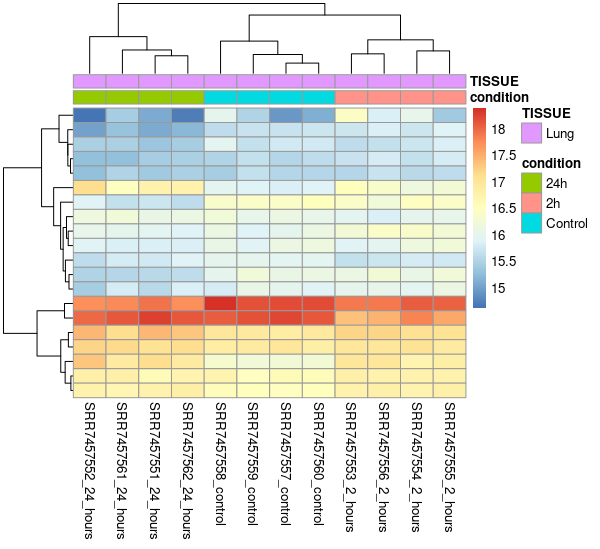 TISSUE
condition
TISSUE
Lung
condition
24h
2h
Control
18
17.5
17
16.5
16
15.5
15
SRR7457552_24_hours
SRR7457561_24_hours
SRR7457551_24_hours
SRR7457562_24_hours
SRR7457558_control
SRR7457559_control
SRR7457557_control
SRR7457560_control
SRR7457553_2_hours
SRR7457556_2_hours
SRR7457554_2_hours
SRR7457555_2_hours